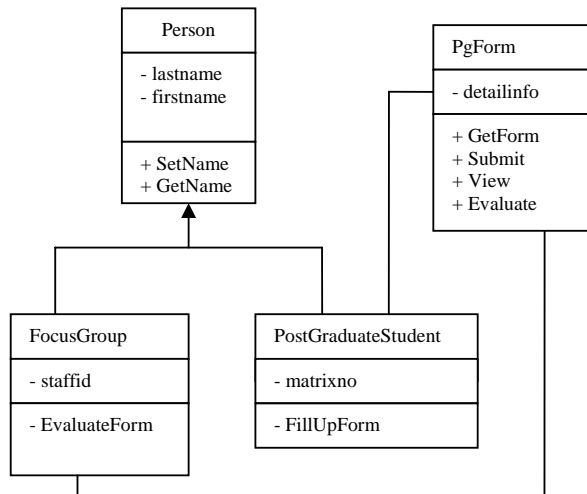 Person
- lastname
- firstname
+ SetName
+ GetName
PgForm
- detailinfo
+ GetForm
+ Submit
+ View
+ Evaluate
FocusGroup
- staffid
- EvaluateForm
PostGraduateStudent
- matrixno
- FillUpForm